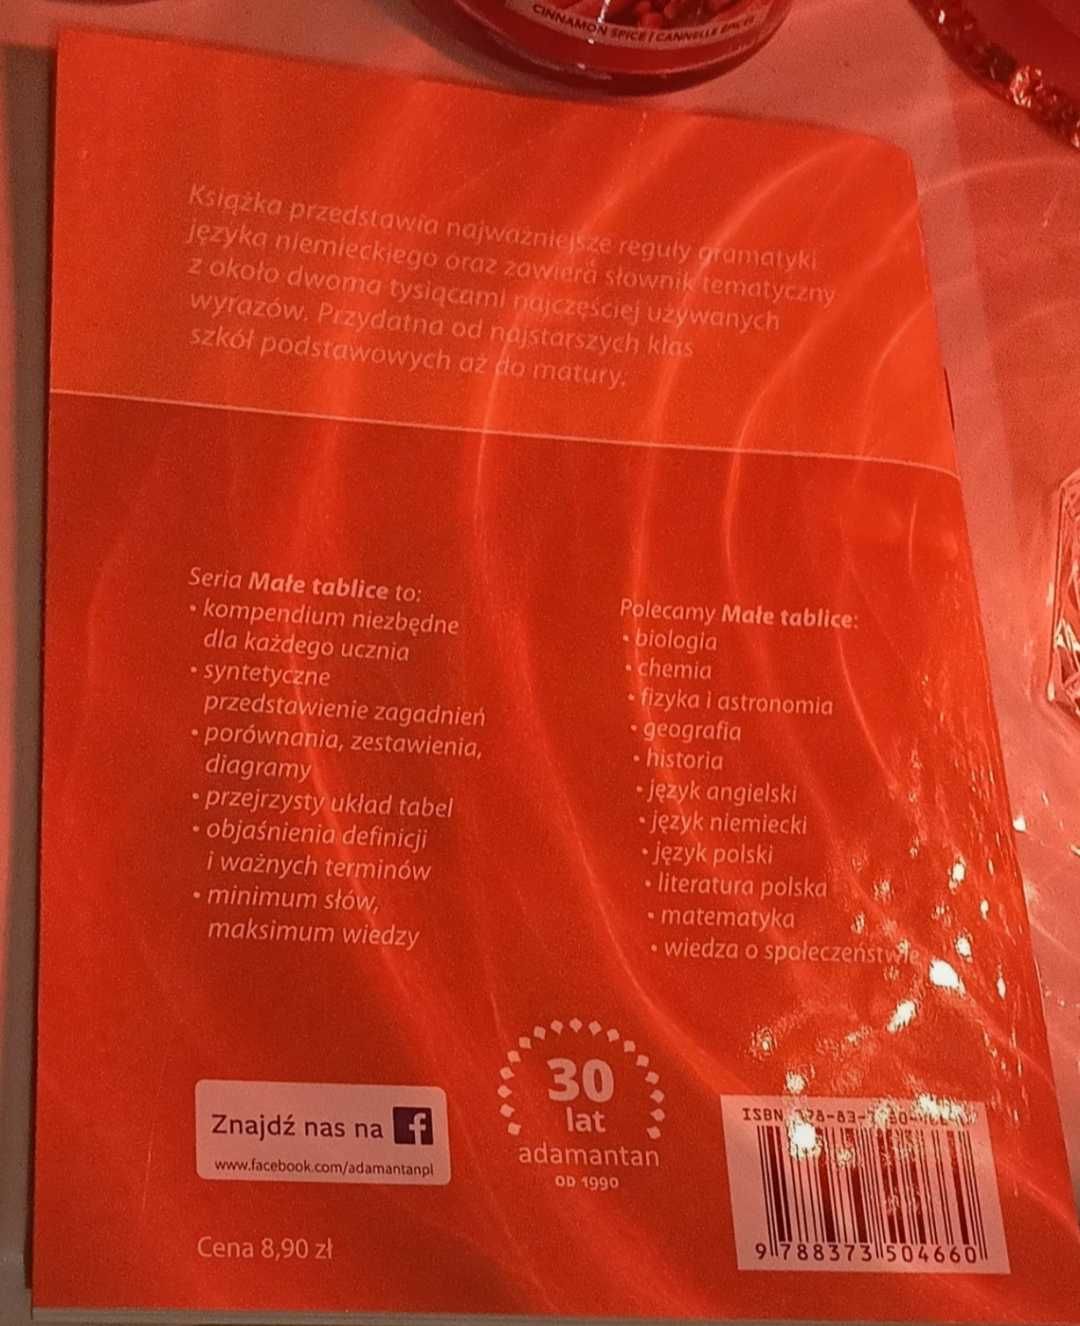 CINNAMON SPICE / CANNELLE ÉPICÉE
Książka przedstawia najważniejsze reguły gramatyki
języka niemieckiego oraz zawiera słownik tematyczny
z około dwoma tysiącami najczęściej używanych
wyrazów. Przydatna od najstarszych klas
szkół podstawowych aż do matury.
Seria Małe tablice to:
• kompendium niezbędne
dla każdego ucznia
• syntetyczne
przedstawienie zagadnień
• porównania, zestawienia,
diagramy
• przejrzysty układ tabel
• objaśnienia definicji
i ważnych terminów
• minimum słów,
maksimum wiedzy
Polecamy Małe tablice:
• biologia
• chemia
• fizyka i astronomia
• geografia
• historia
• język angielski
• język niemiecki
• język polski
• literatura polska
• matematyka
• wiedza o społeczeństwie
Znajdź nas na f
www.facebook.com/adamantanpl
30
lat
adamantan
OD 1990
Cena 8,90 zł
ISBN
9 788373 504660